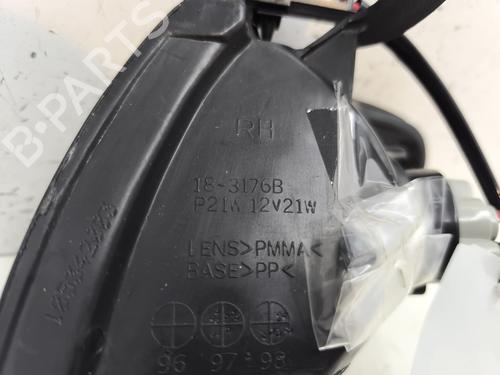 RH
18-3176B
P21W 12V21W
LENS>PMMA<
BASE>PP<
96 97 98
B-PARTS